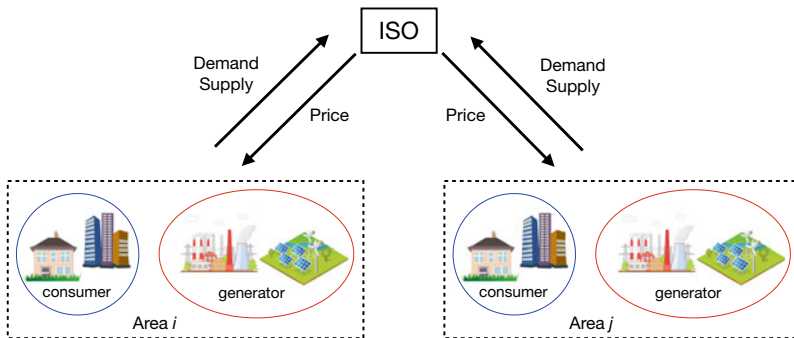 ISO
Demand
Supply
Price
Price
Demand
Supply
consumer
generator
Area i
consumer
generator
Area j